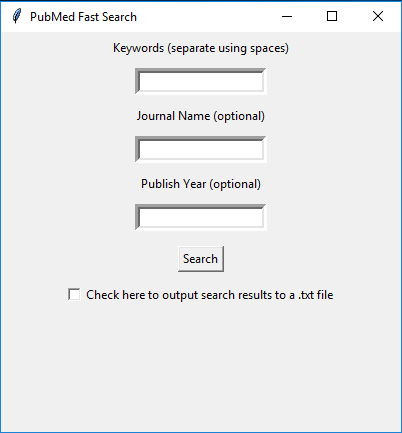 PubMed Fast Search
Keywords (separate using spaces)
Journal Name (optional)
Publish Year (optional)
Search
Check here to output search results to a .txt file